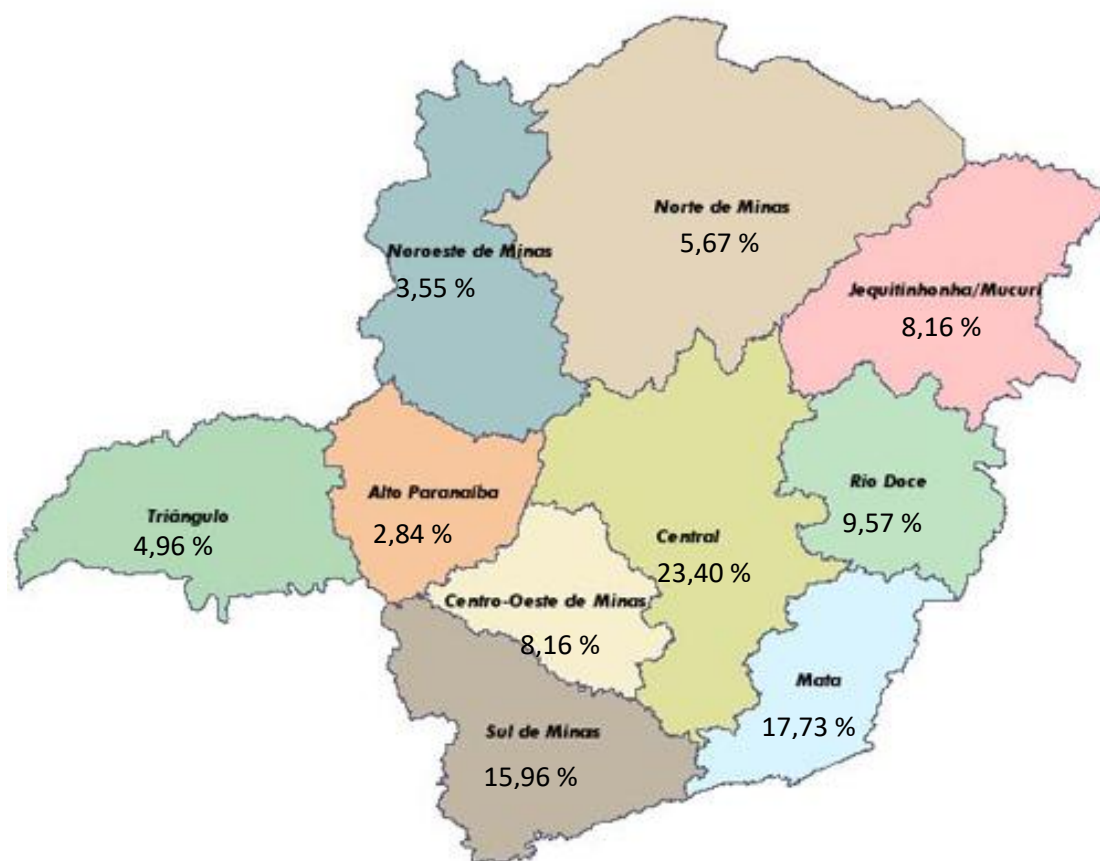 Norte de Minas
5,67 %
Noroeste de Minas
3,55 %
Jequitinhonha/Mucuri
8,16 %
Rio Doce
9,57 %
Alto Paranaíba
2,84 %
Triângulo
4,96 %
Central
23,40 %
Centro-Oeste de Minas
8,16 %
Mata
17,73 %
Sul de Minas
15,96 %